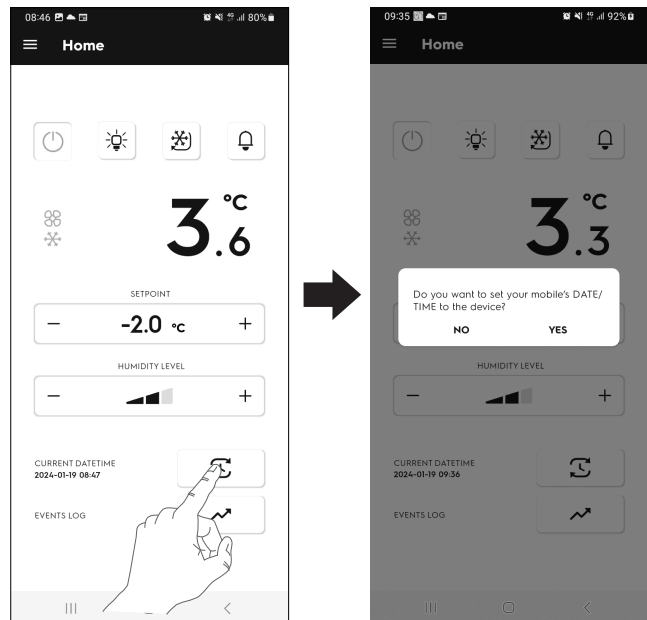 08:46
80%
Home
3.6 °C
SETPOINT
− -2.0 °C +
HUMIDITY LEVEL
− +
CURRENT DATETIME
2024-01-19 08:47
EVENTS LOG
09:35
92%
Home
3.3 °C
Do you want to set your mobile's DATE/
TIME to the device?
NO YES
HUMIDITY LEVEL
− +
CURRENT DATETIME
2024-01-19 09:36
EVENTS LOG